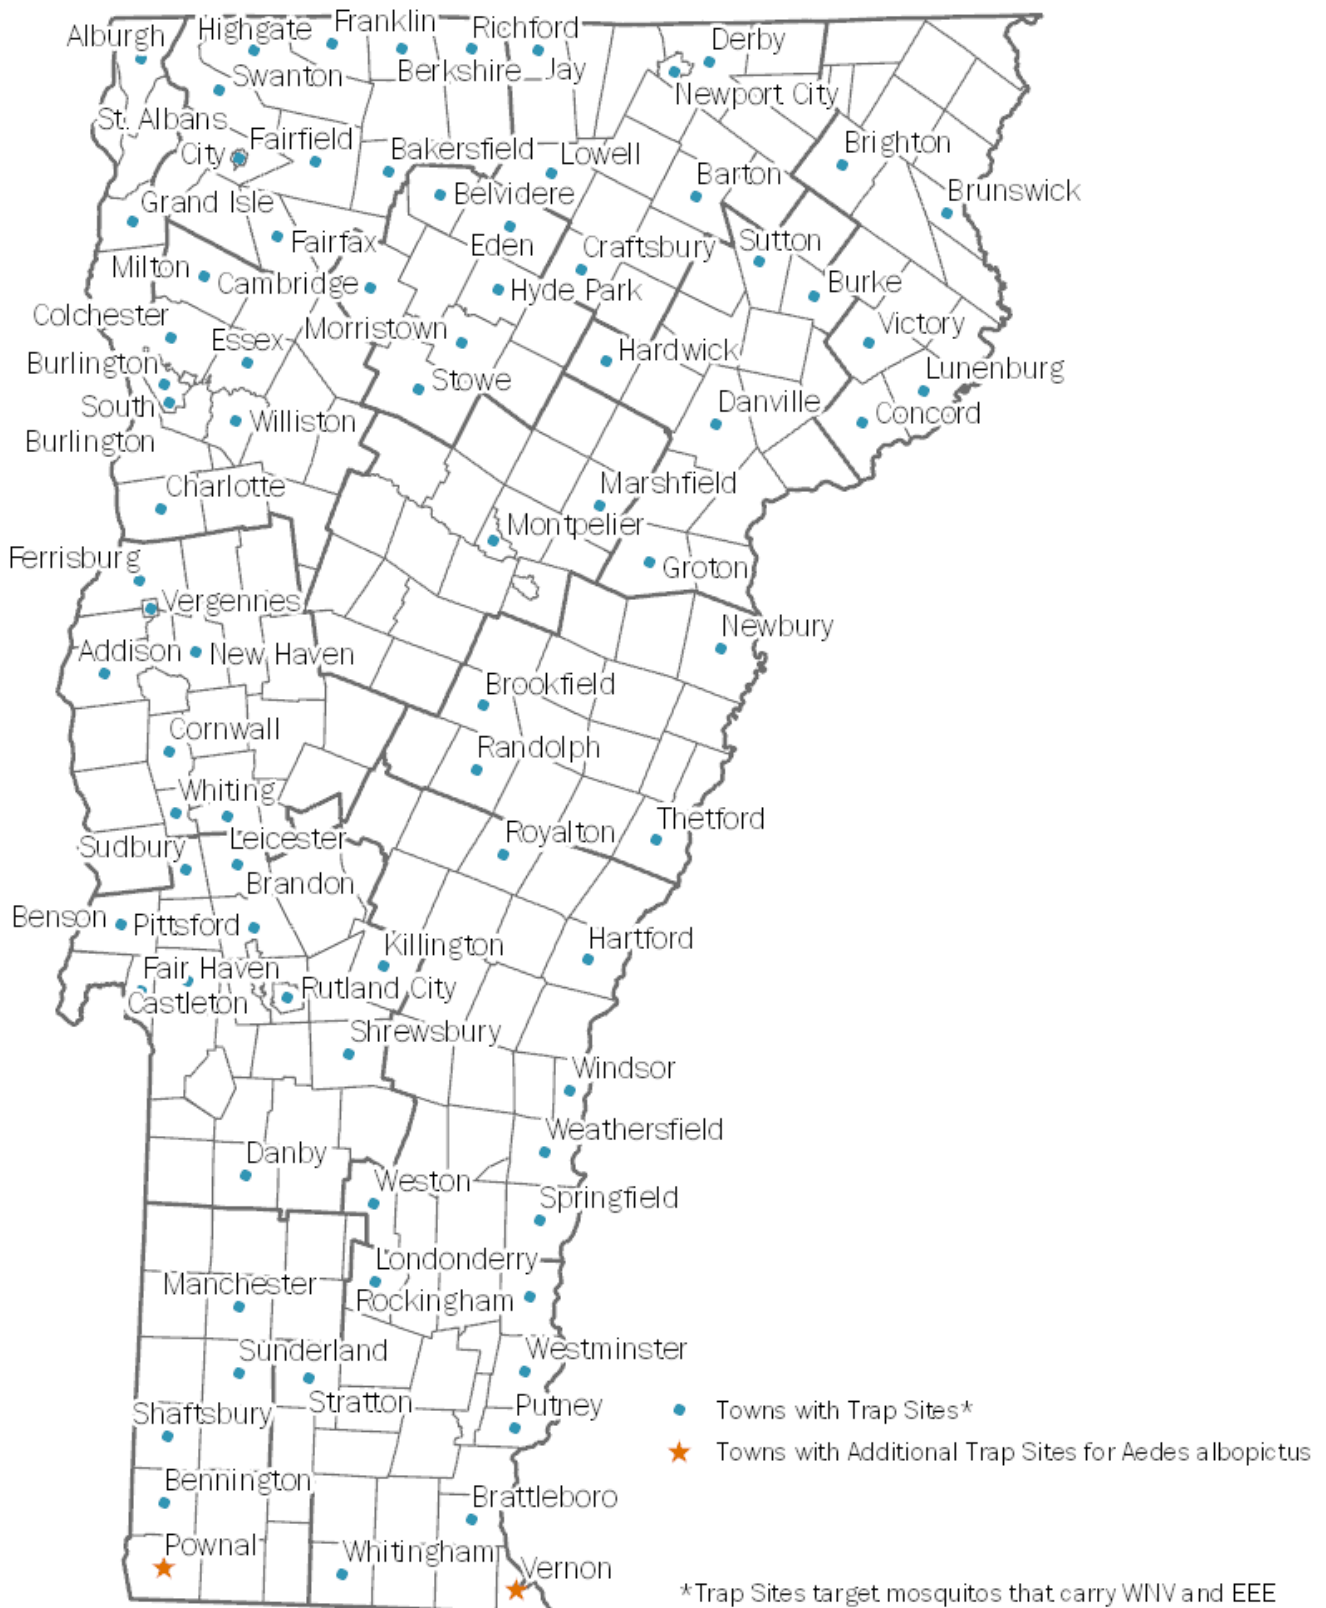 Alburgh
Highgate
Franklin
Richford
Derby
Swanton
Berkshire
Jay
Newport City
St. Albans
City
Fairfield
Bakersfield
Lowell
Brighton
Barton
Brunswick
Belvidere
Grand Isle
Fairfax
Eden
Craftsbury
Sutton
Milton
Cambridge
Hyde Park
Burke
Colchester
Essex
Morristown
Victory
Hardwick
Burlington
Stowe
Lunenburg
South
Burlington
Williston
Danville
Concord
Charlotte
Marshfield
Montpelier
Ferrisburg
Groton
Vergennes
Newbury
Addison
New Haven
Brookfield
Cornwall
Randolph
Whiting
Thetford
Sudbury
Leicester
Royalton
Brandon
Benson
Pittsford
Killington
Hartford
Fair Haven
Castleton
Rutland City
Shrewsbury
Windsor
Weathersfield
Danby
Weston
Springfield
Londonderry
Manchester
Rockingham
Sunderland
Westminster
Stratton
Putney
Shaftsbury
Bennington
Brattleboro
Pownal
Whitingham
Vernon
Towns with Trap Sites*
Towns with Additional Trap Sites for Aedes albopictus
*Trap Sites target mosquitos that carry WNV and EEE